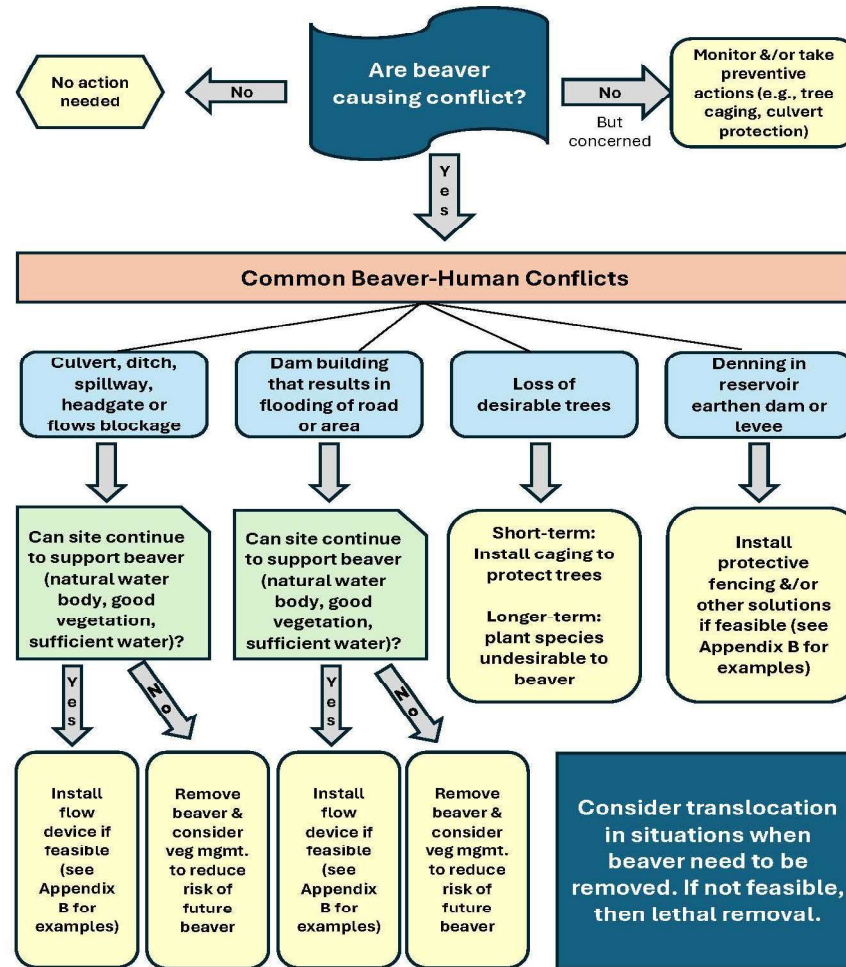 Are beaver
causing conflict?
No
No action
needed
No
But
concerned
Monitor &/or take
preventive
actions (e.g., tree
caging, culvert
protection)
Yes
Common Beaver-Human Conflicts
Culvert, ditch,
spillway,
headgate or
flows blockage
Dam building
that results in
flooding of road
or area
Loss of
desirable trees
Denning in
reservoir
earthen dam or
levee
Can site continue
to support beaver
(natural water
body, good
vegetation,
sufficient water)?
Can site continue
to support beaver
(natural water
body, good
vegetation,
sufficient water)?
Short-term:
Install caging to
protect trees
Longer-term:
plant species
undesirable to
beaver
Install
protective
fencing &/or
other solutions
if feasible (see
Appendix B for
examples)
Yes
No
Yes
No
Install
flow
device if
feasible
(see
Appendix
B for
examples)
Remove
beaver &
consider
veg mgmt.
to reduce
risk of
future
beaver
Install
flow
device if
feasible
(see
Appendix
B for
examples)
Remove
beaver &
consider
veg mgmt.
to reduce
risk of
future
beaver
Consider translocation
in situations when
beaver need to be
removed. If not feasible,
then lethal removal.